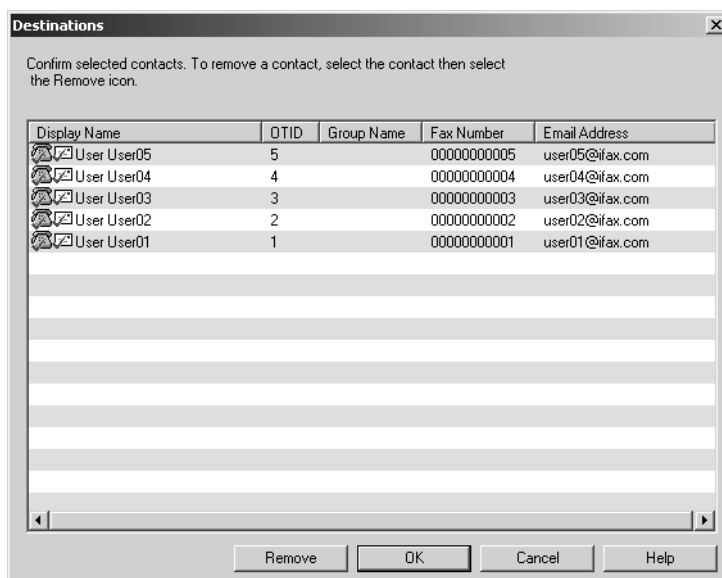 Destinations
Confirm selected contacts. To remove a contact, select the contact then select
the Remove icon.
Display Name OTID Group Name Fax Number Email Address
User User05 5 00000000005 user05@ifax.com
User User04 4 00000000004 user04@ifax.com
User User03 3 00000000003 user03@ifax.com
User User02 2 00000000002 user02@ifax.com
User User01 1 00000000001 user01@ifax.com
Remove OK Cancel Help